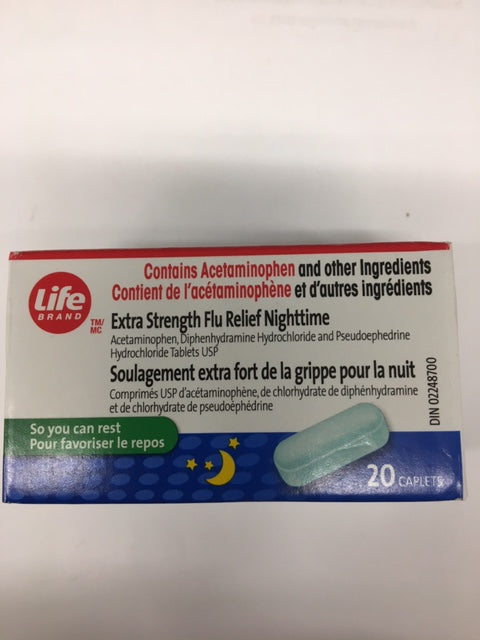 Contains Acetaminophen and other Ingredients
Contient de l'acétaminophène et d'autres ingrédients
Life
BRAND
TM/
MC
Extra Strength Flu Relief Nighttime
Acetaminophen, Diphenhydramine Hydrochloride and Pseudoephedrine
Hydrochloride Tablets USP
Soulagement extra fort de la grippe pour la nuit
Comprimés USP d'acétaminophène, de chlorhydrate de diphénhydramine
et de chlorhydrate de pseudoéphédrine
DIN 02248700
So you can rest
Pour favoriser le repos
20 CAPLETS